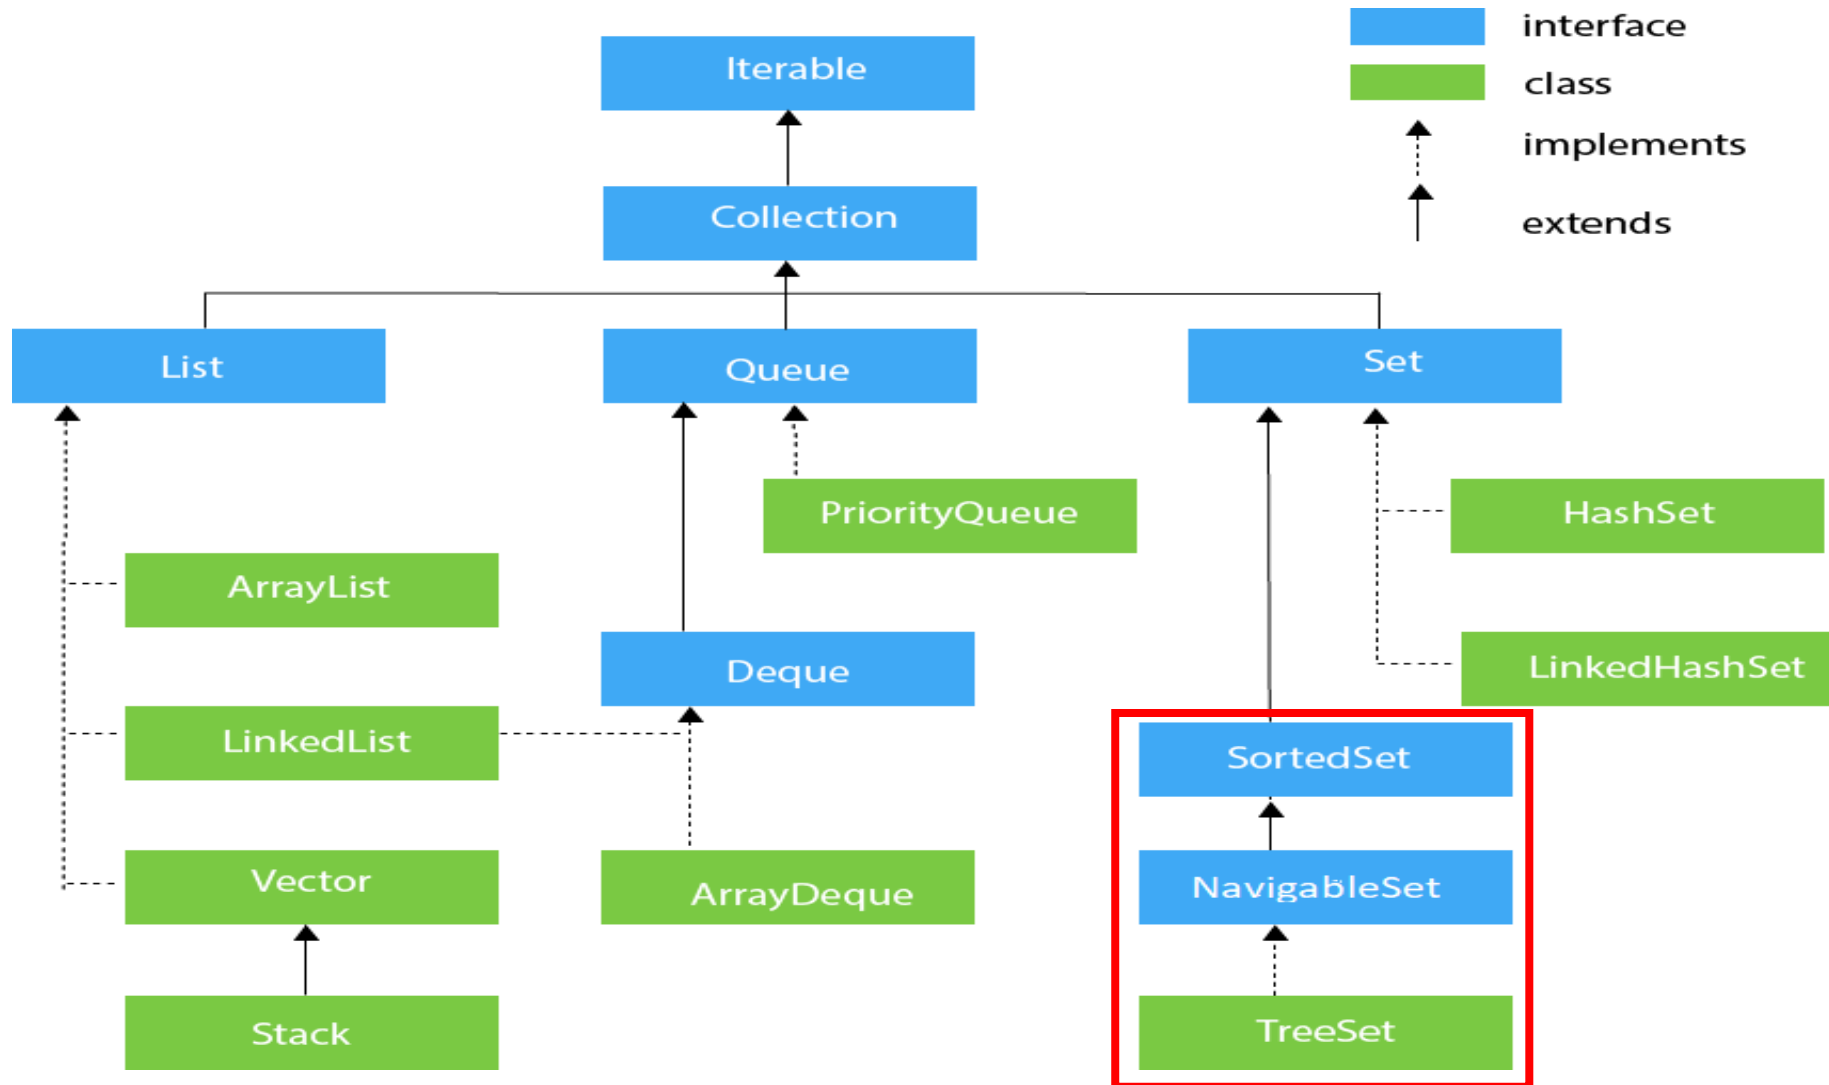 interface
Iterable
class
implements
Collection
extends
List
Queue
Set
PriorityQueue
HashSet
ArrayList
Deque
LinkedHashSet
LinkedList
SortedSet
Vector
ArrayDeque
NavigableSet
Stack
TreeSet